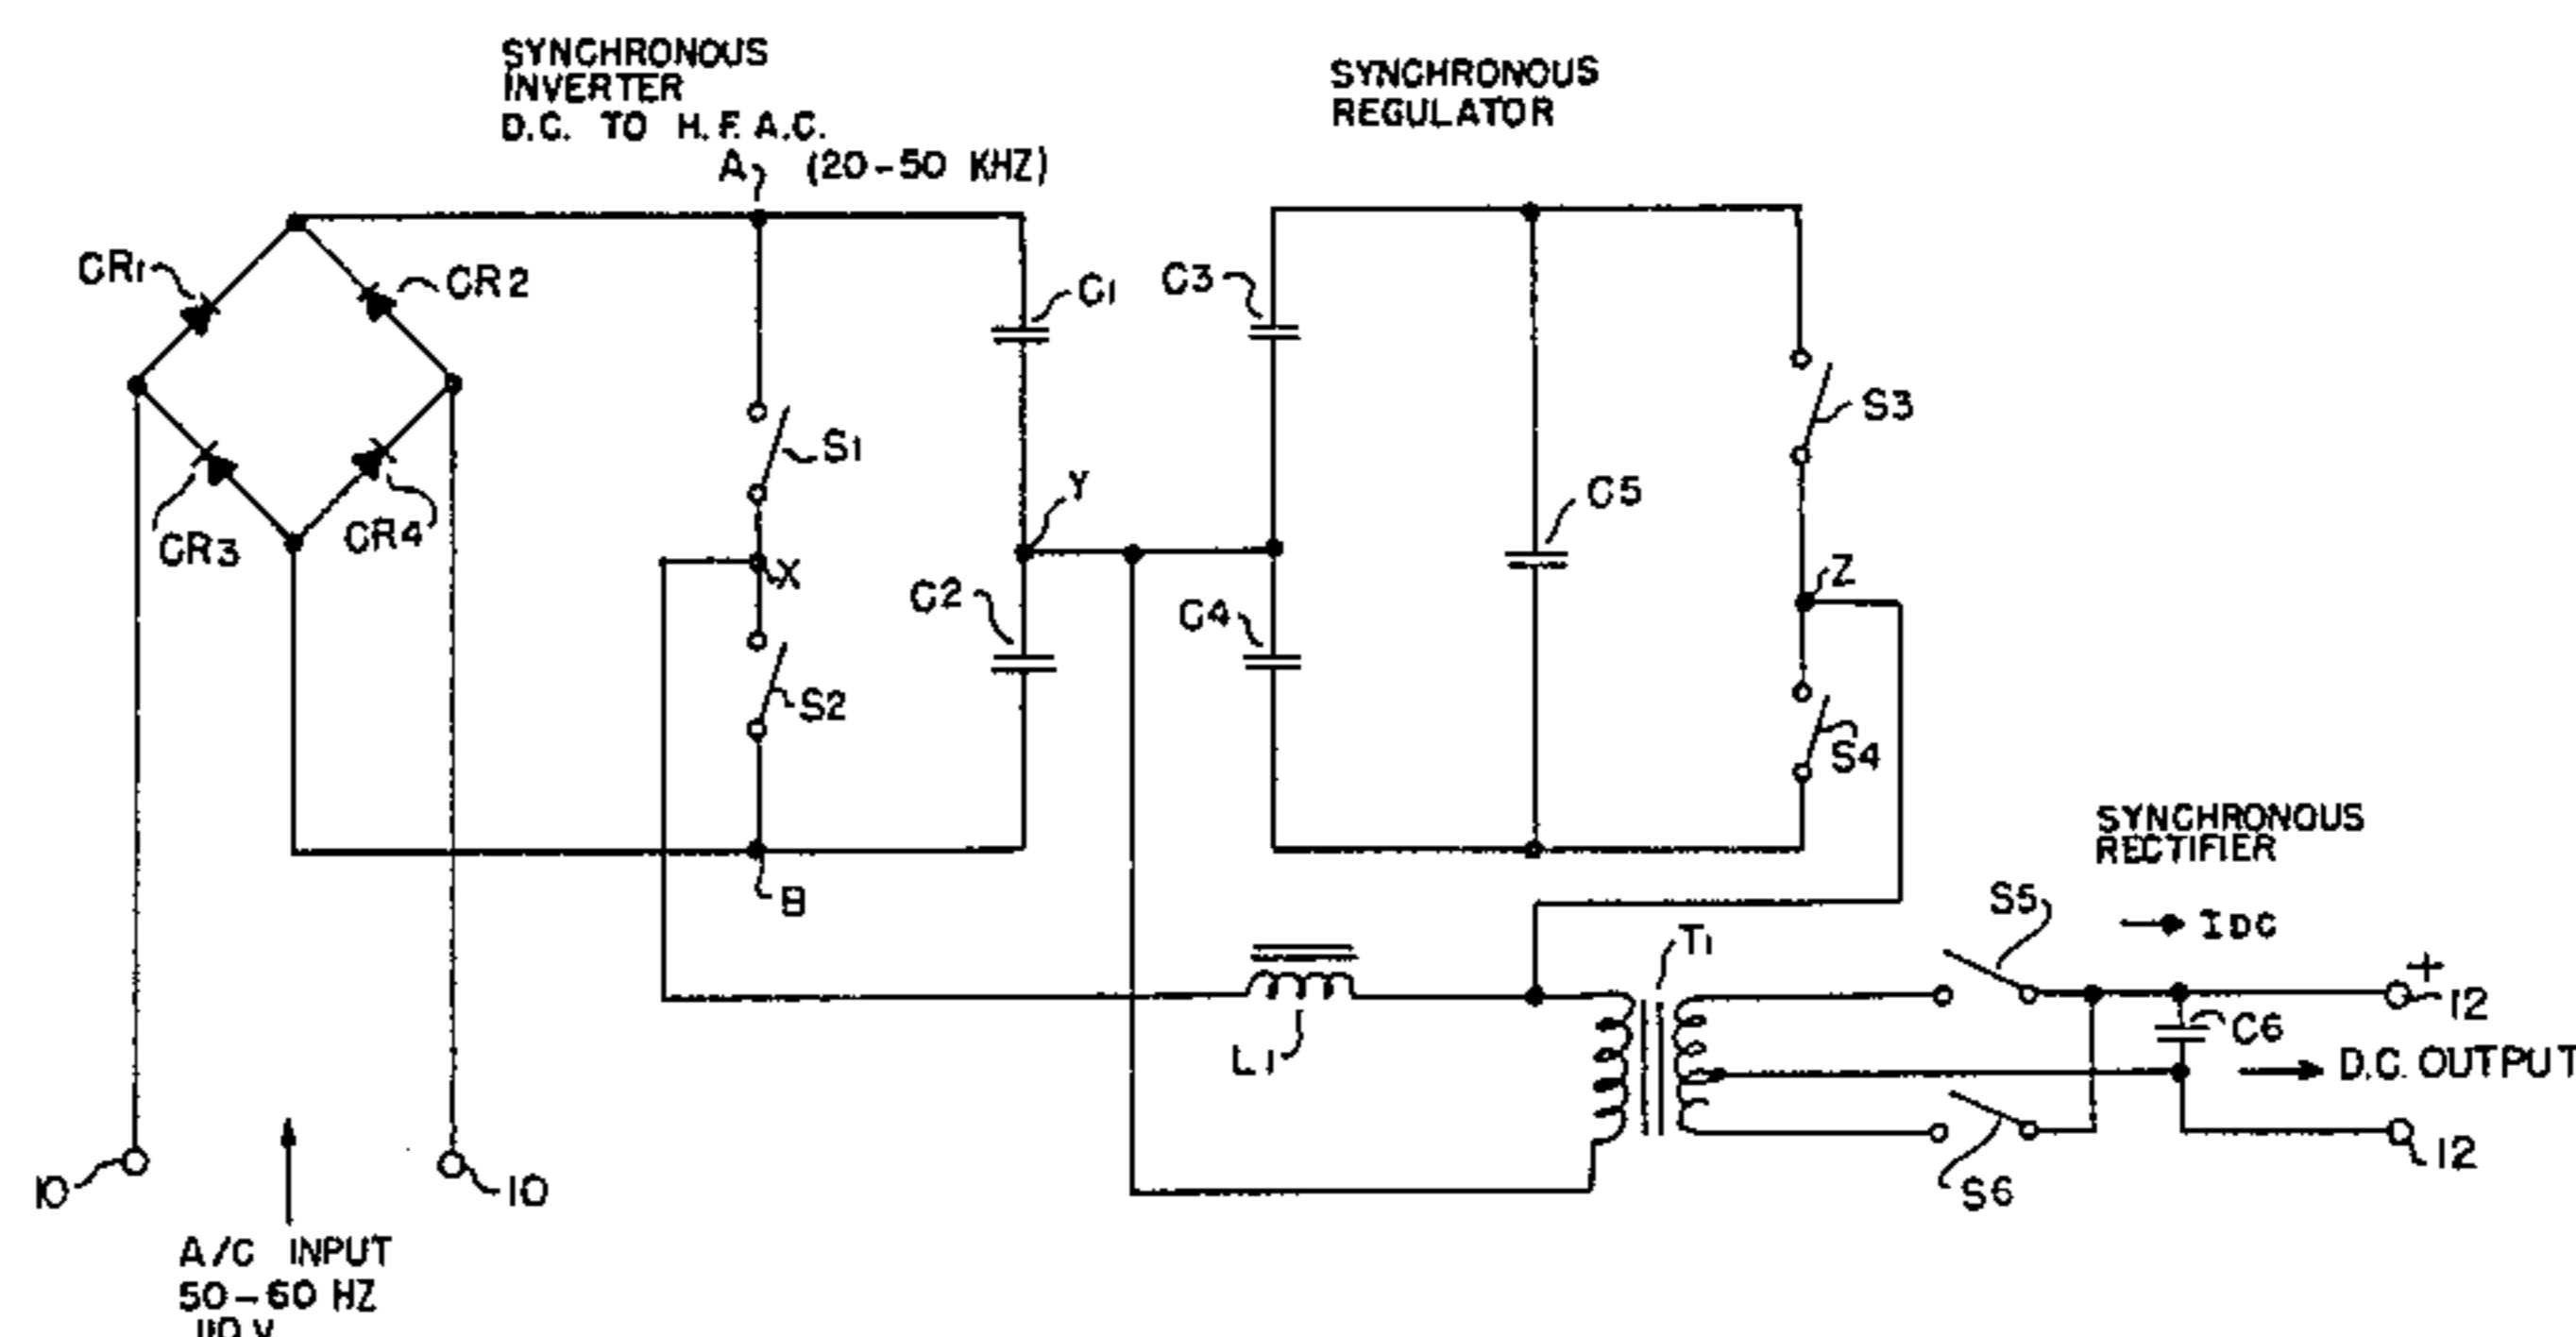 SYNCHRONOUS
INVERTER
D.C. TO H.F. A.C.
A (20-50 KHZ)
SYNCHRONOUS
REGULATOR
CR1
CR2
C1
C3
S1
S3
Y
C5
CR3
CR4
X
C2
C4
Z
S2
S4
B
SYNCHRONOUS
RECTIFIER
S5
IDC
T1
+
12
L1
C6
D.C. OUTPUT
12
S6
10
10
A/C INPUT
50-60 HZ
110 V